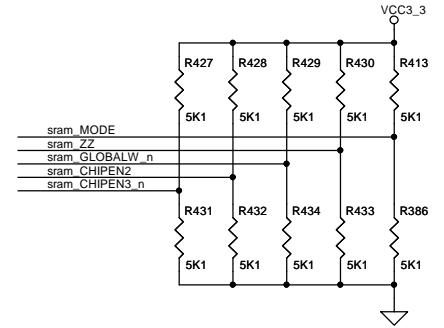 VCC3_3
R427 R428 R429 R430 R413
5K1 5K1 5K1 5K1 5K1
sram_MODE
sram_ZZ
sram_GLOBALW_n
sram_CHIPEN2
sram_CHIPEN3_n
R431 R432 R434 R433 R386
5K1 5K1 5K1 5K1 5K1